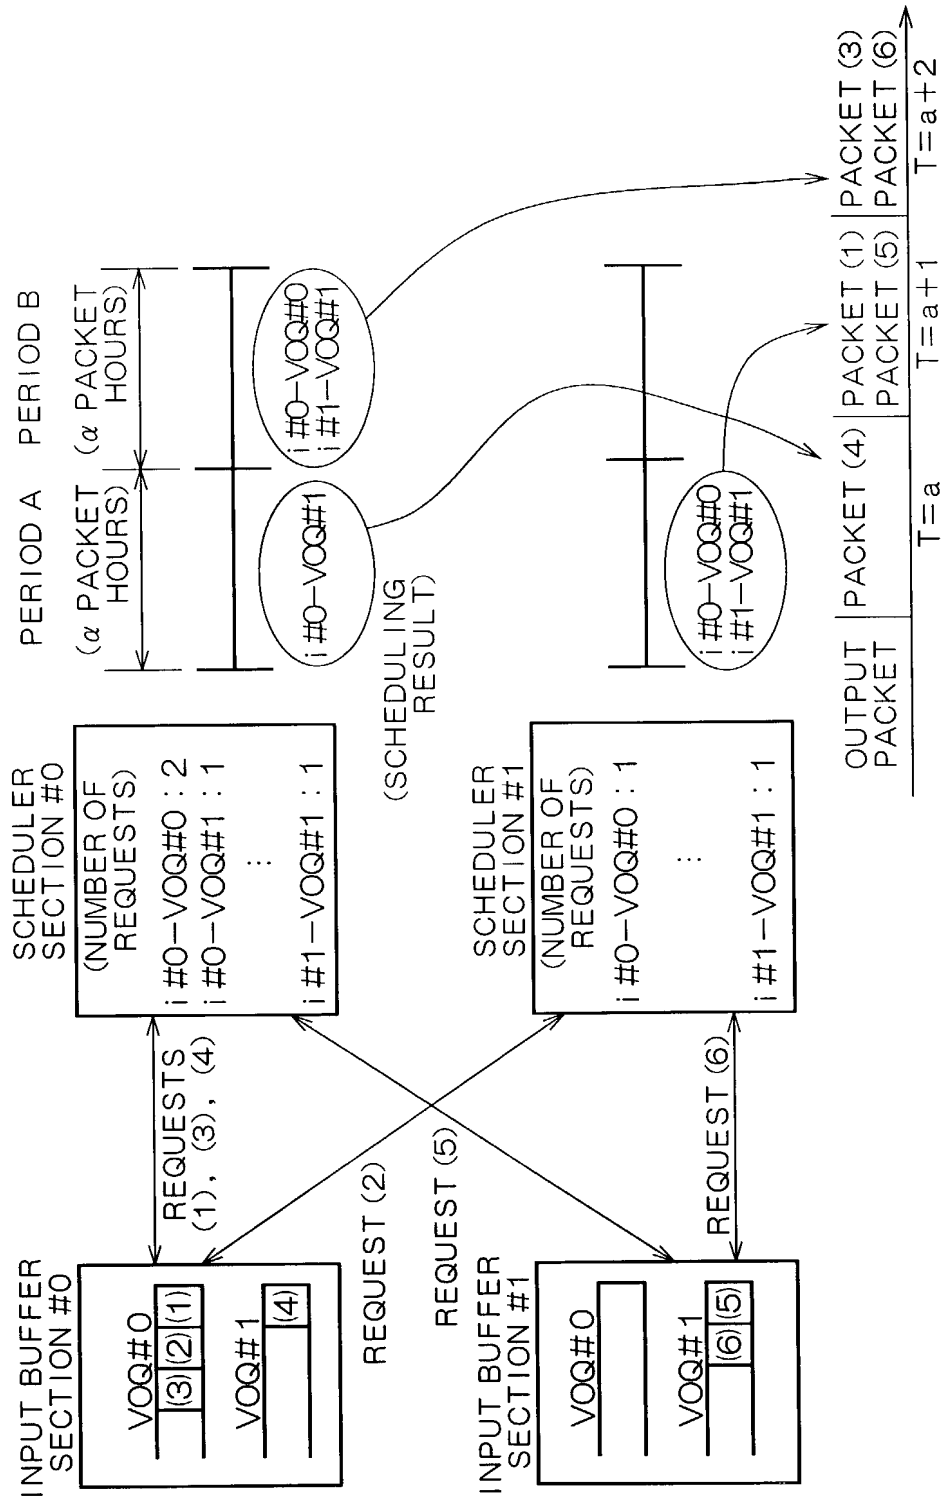 INPUT BUFFER
SECTION #0
VOQ#0
(3) (2) (1)
VOQ#1
(4)
INPUT BUFFER
SECTION #1
VOQ#0
VOQ#1
(6) (5)
REQUESTS
(1), (3), (4)
REQUEST (2)
REQUEST (5)
REQUEST (6)
SCHEDULER
SECTION #0
(NUMBER OF
REQUESTS)
i#0-VOQ#0 : 2
i#0-VOQ#1 : 1
⋮
i#1-VOQ#1 : 1
SCHEDULER
SECTION #1
(NUMBER OF
REQUESTS)
i#0-VOQ#0 : 1
⋮
i#1-VOQ#1 : 1
PERIOD A
(α PACKET
HOURS)
PERIOD B
(α PACKET
HOURS)
i#0-VOQ#1
i#0-VOQ#0
i#1-VOQ#1
(SCHEDULING
RESULT)
i#0-VOQ#0
i#1-VOQ#1
OUTPUT
PACKET
PACKET (4)
PACKET (1)
PACKET (5)
PACKET (3)
PACKET (6)
T=a
T=a+1
T=a+2